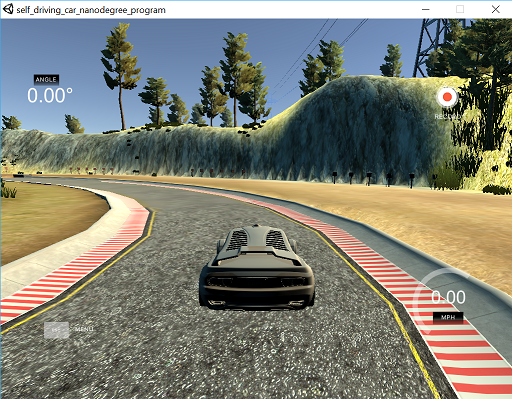 self_driving_car_nanodegree_program
ANGLE
0.00°
RECORD
0.00
MPH
MENU